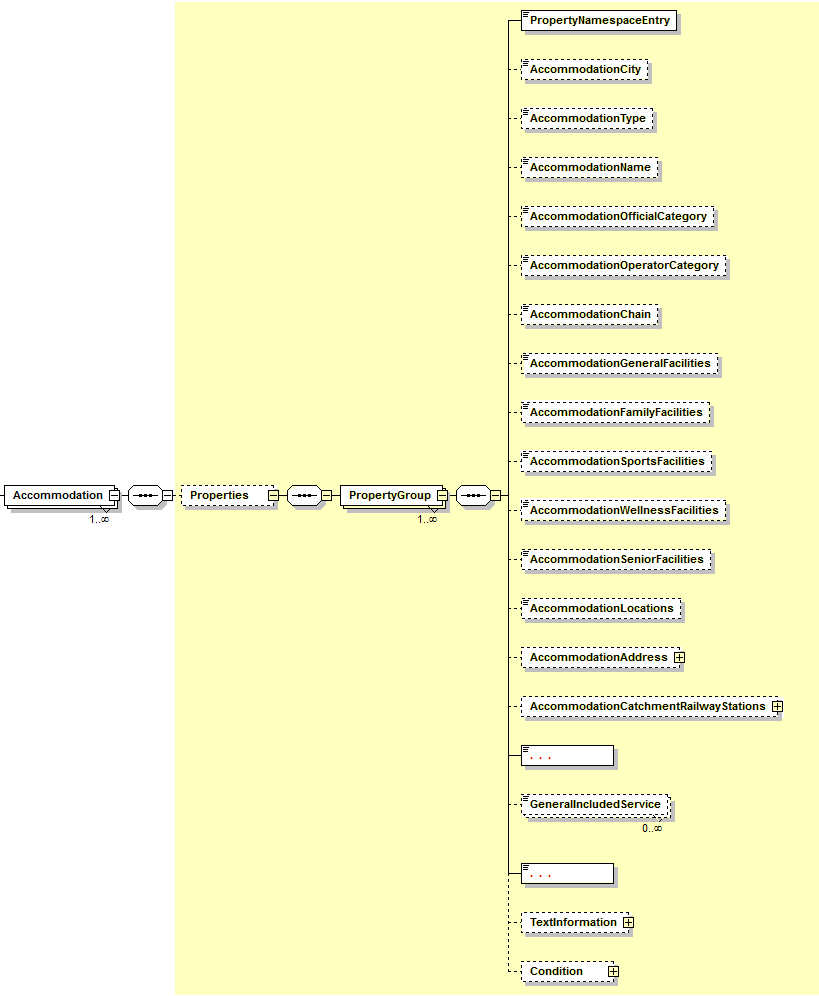 PropertyNamespaceEntry
AccommodationCity
AccommodationType
AccommodationName
AccommodationOfficialCategory
AccommodationOperatorCategory
AccommodationChain
AccommodationGeneralFacilities
AccommodationFamilyFacilities
AccommodationSportsFacilities
Accommodation
1..∞
Properties
PropertyGroup
1..∞
AccommodationWellnessFacilities
AccommodationSeniorFacilities
AccommodationLocations
AccommodationAddress
AccommodationCatchmentRailwayStations
. . .
GeneralIncludedService
0..∞
. . .
TextInformation
Condition